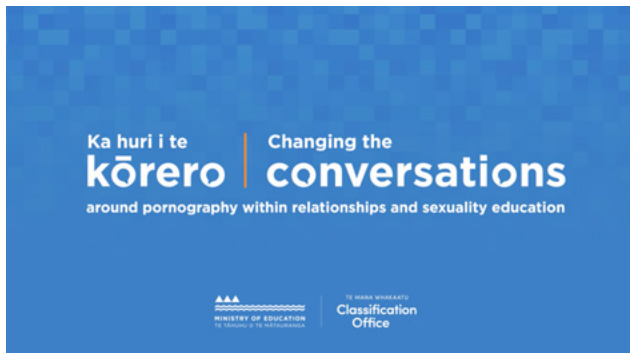 Ka huri i te
kōrero
Changing the
conversations
around pornography within relationships and sexuality education
MINISTRY OF EDUCATION
TE TĀHUHU O TE MĀTAURANGA
TE MANA WHAKAATU
Classification
Office